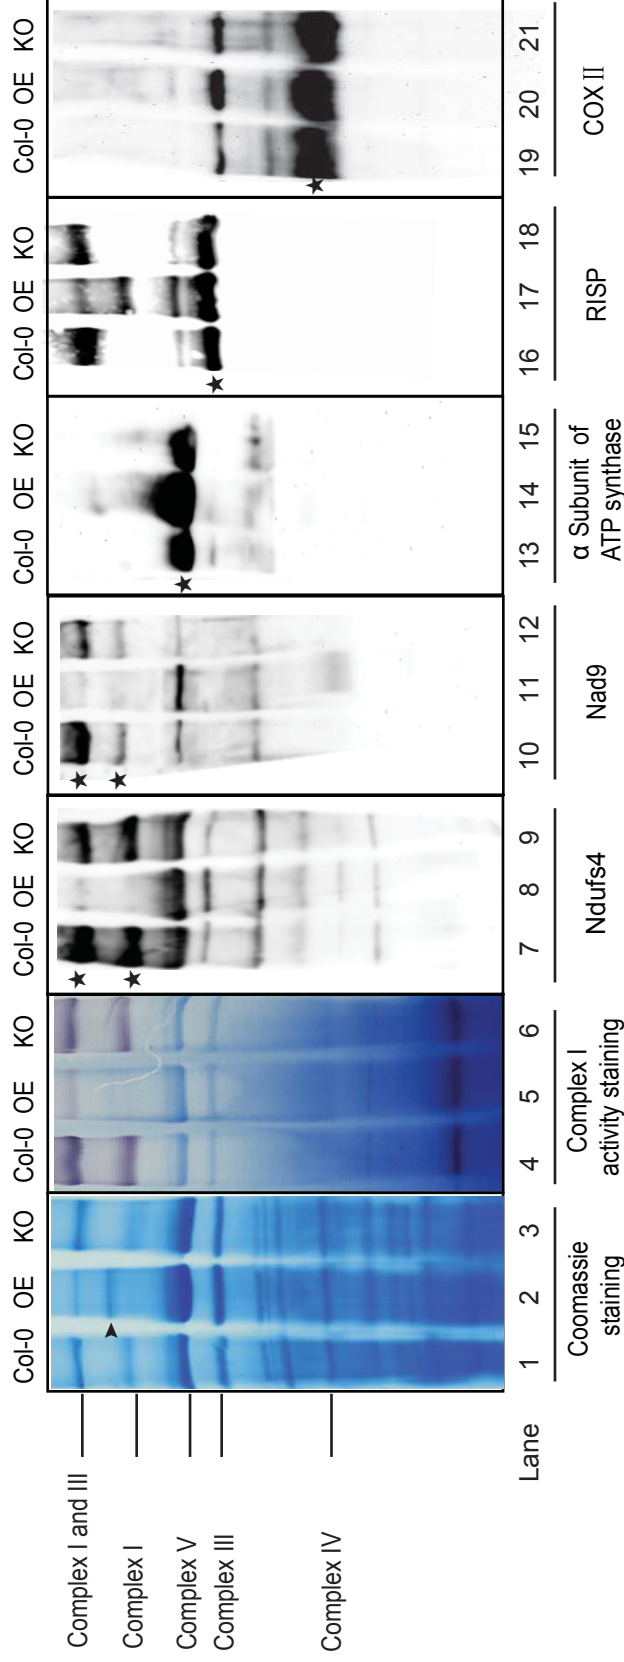 Col-0 OE KO Col-0 OE KO Col-0 OE KO Col-0 OE KO Col-0 OE KO Col-0 OE KO Col-0 OE KO
Complex I and III
Complex I
Complex V
Complex III
Complex IV
Lane 1 2 3 4 5 6 7 8 9 10 11 12 13 14 15 16 17 18 19 20 21
Coomassie
staining
Complex I
activity staining
Ndufs4
Nad9
α Subunit of
ATP synthase
RISP
COX II